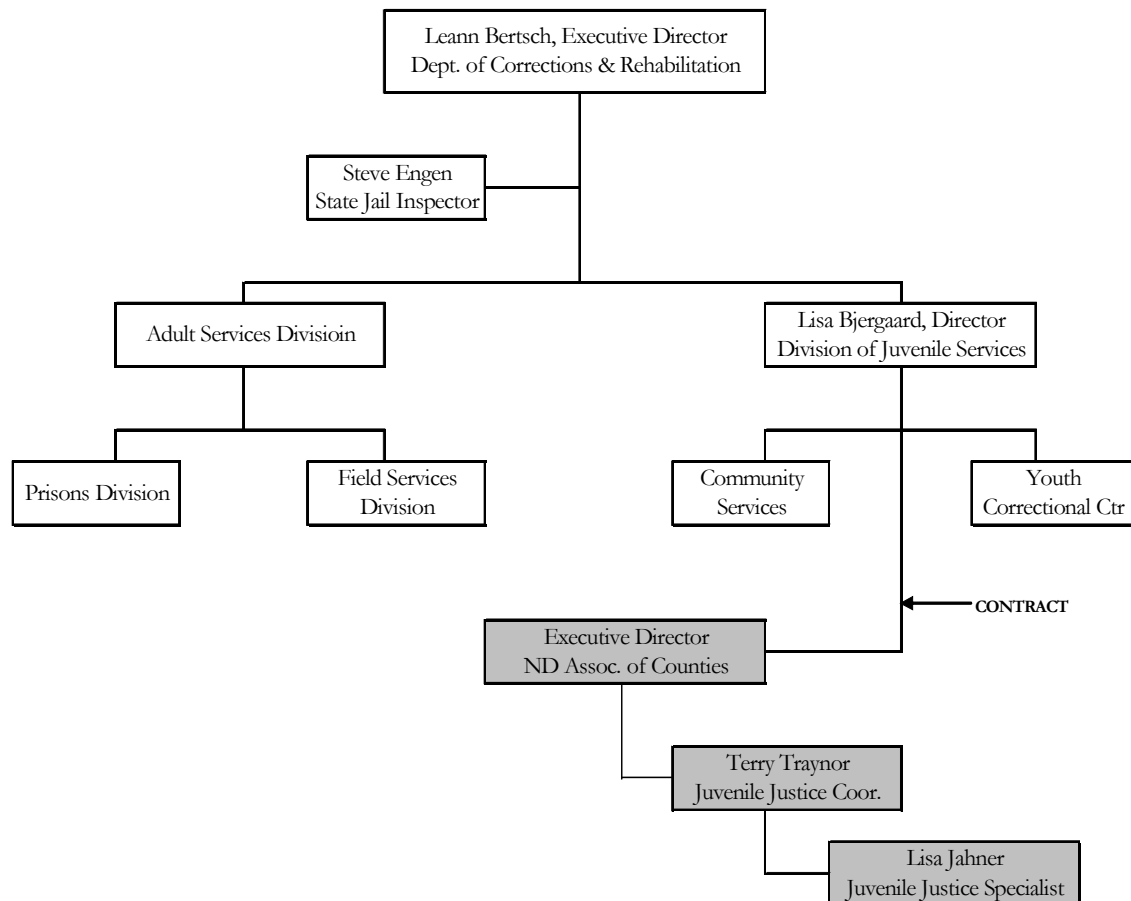 Leann Bertsch, Executive Director
Dept. of Corrections & Rehabilitation
Steve Engen
State Jail Inspector
Adult Services Divisioin
Lisa Bjergaard, Director
Division of Juvenile Services
Prisons Division
Field Services
Division
Community
Services
Youth
Correctional Ctr
CONTRACT
Executive Director
ND Assoc. of Counties
Terry Traynor
Juvenile Justice Coor.
Lisa Jahner
Juvenile Justice Specialist